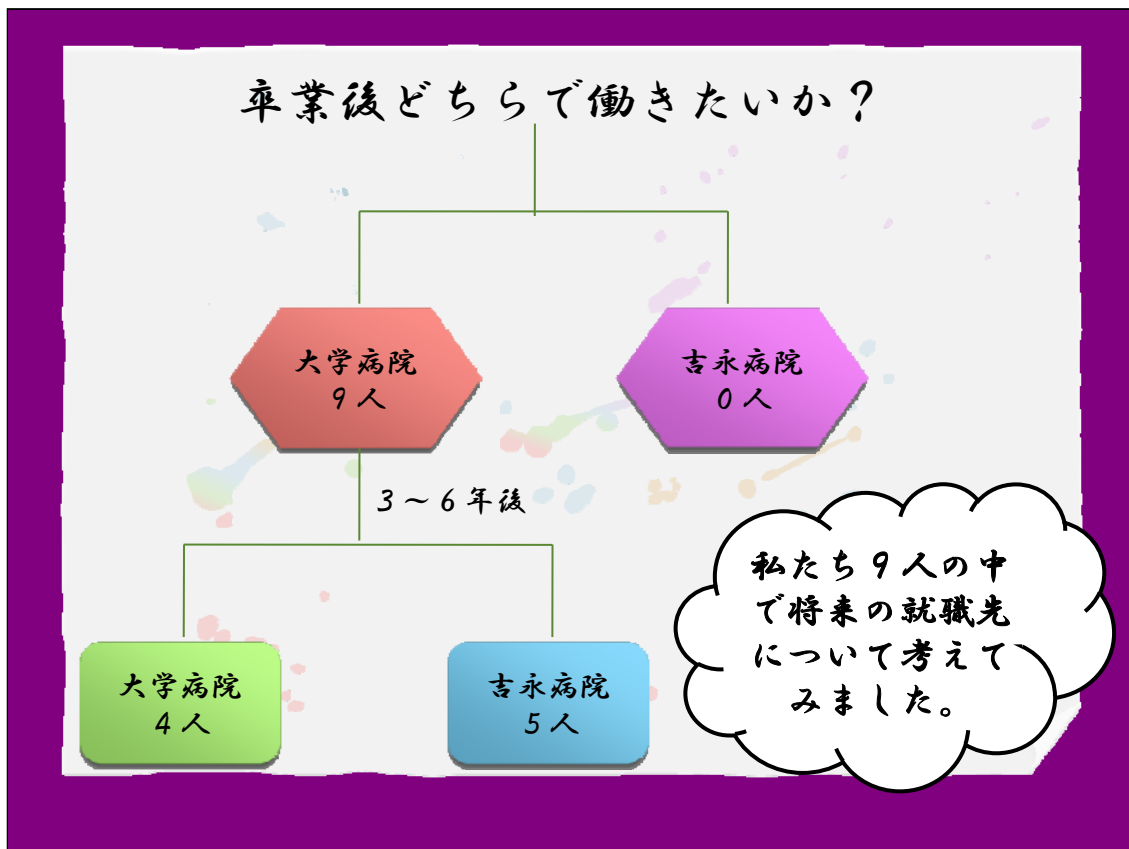 卒業後どちらで働きたいか？
大学病院
9人
吉永病院
0人
3～6年後
大学病院
4人
吉永病院
5人
私たち9人の中
で将来の就職先
について考えて
みました。